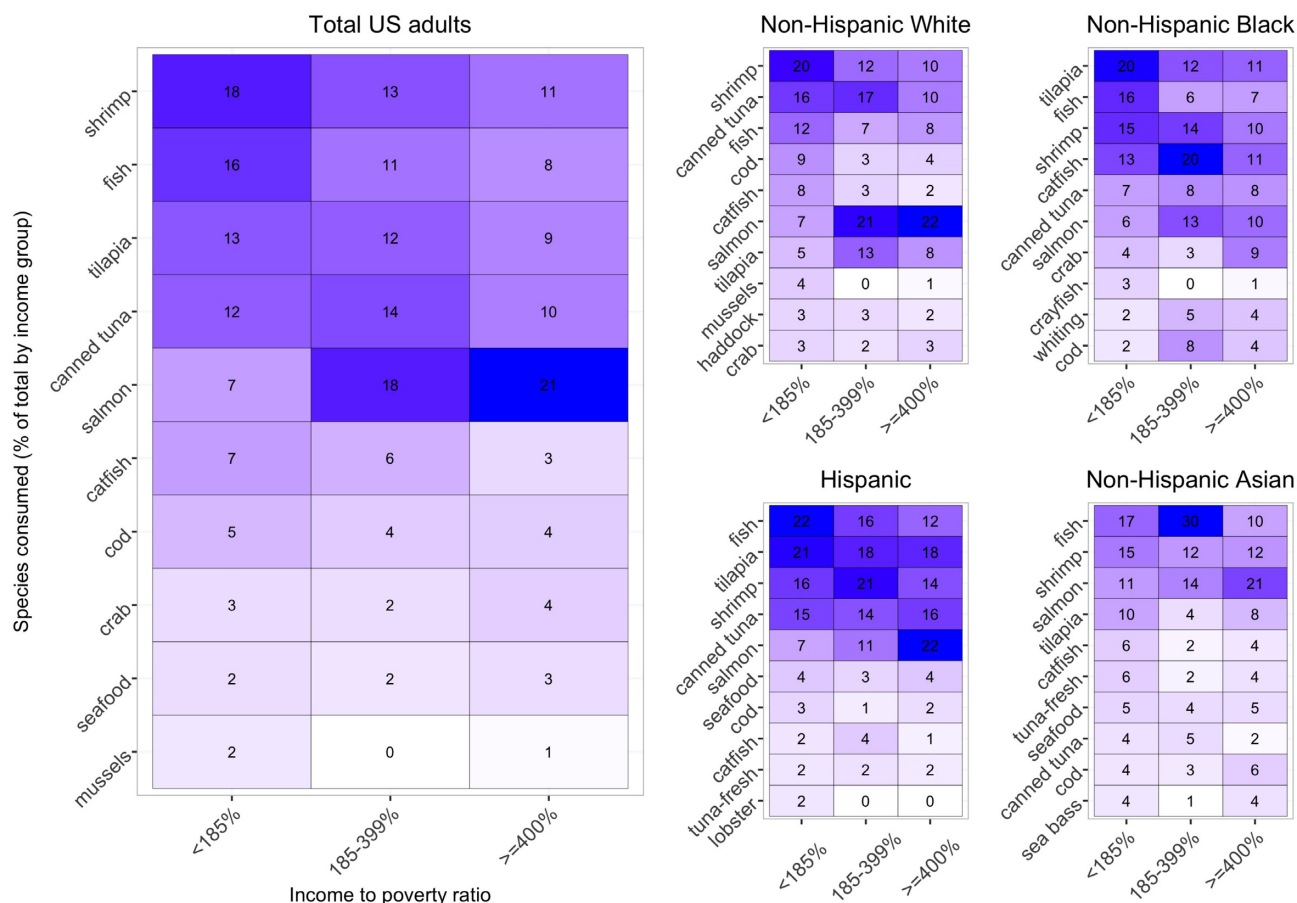 Total US adults
Species consumed (% of total by income group)
shrimp 18 13 11
fish 16 11 8
tilapia 13 12 9
canned tuna 12 14 10
salmon 7 18 21
catfish 7 6 3
cod 5 4 4
crab 3 2 4
seafood 2 2 3
mussels 2 0 1
<185% 185-399% >=400%
Income to poverty ratio
Non-Hispanic White
shrimp 20 12 10
canned tuna 16 17 10
fish 12 7 8
cod 9 3 4
catfish 8 3 2
salmon 7 21 22
tilapia 5 13 8
mussels 4 0 1
haddock 3 3 2
crab 3 2 3
<185% 185-399% >=400%
Non-Hispanic Black
tilapia 20 12 11
fish 16 6 7
shrimp 15 14 10
catfish 13 20 11
canned tuna 7 8 8
salmon 6 13 10
crab 4 3 9
crayfish 3 0 1
whiting 2 5 4
cod 2 8 4
<185% 185-399% >=400%
Hispanic
fish 22 16 12
tilapia 21 18 18
shrimp 16 21 14
canned tuna 15 14 16
salmon 7 11 22
seafood 4 3 4
cod 3 1 2
catfish 2 4 1
tuna-fresh 2 2 2
lobster 2 0 0
<185% 185-399% >=400%
Non-Hispanic Asian
fish 17 30 10
shrimp 15 12 12
salmon 11 14 21
tilapia 10 4 8
catfish 6 2 4
tuna-fresh 6 2 4
seafood 5 4 5
canned tuna 4 5 2
cod 4 3 6
sea bass 4 1 4
<185% 185-399% >=400%